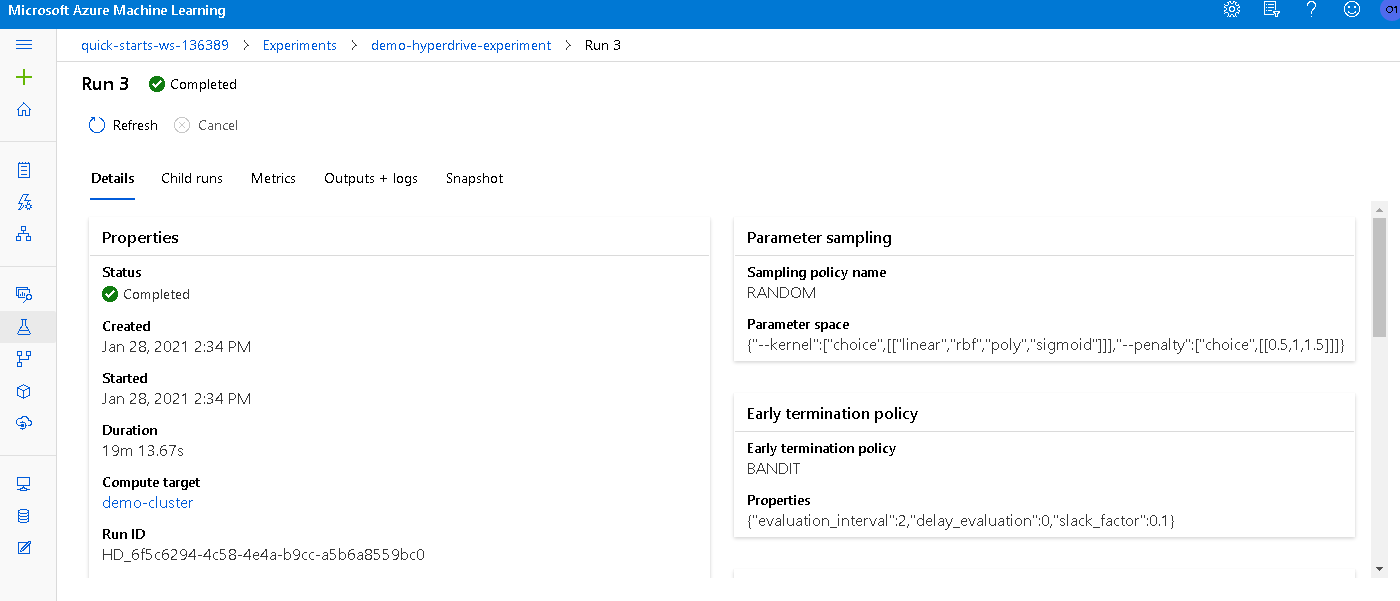 Microsoft Azure Machine Learning
01
quick-starts-ws-136389 > Experiments > demo-hyperdrive-experiment > Run 3
Run 3 Completed
Refresh Cancel
Details Child runs Metrics Outputs + logs Snapshot
Properties
Status
Completed
Created
Jan 28, 2021 2:34 PM
Started
Jan 28, 2021 2:34 PM
Duration
19m 13.67s
Compute target
demo-cluster
Run ID
HD_6f5c6294-4c58-4e4a-b9cc-a5b6a8559bc0
Parameter sampling
Sampling policy name
RANDOM
Parameter space
{"--kernel":["choice",[["linear","rbf","poly","sigmoid"]]],"--penalty":["choice",[[0.5,1,1.5]]]}
Early termination policy
Early termination policy
BANDIT
Properties
{"evaluation_interval":2,"delay_evaluation":0,"slack_factor":0.1}